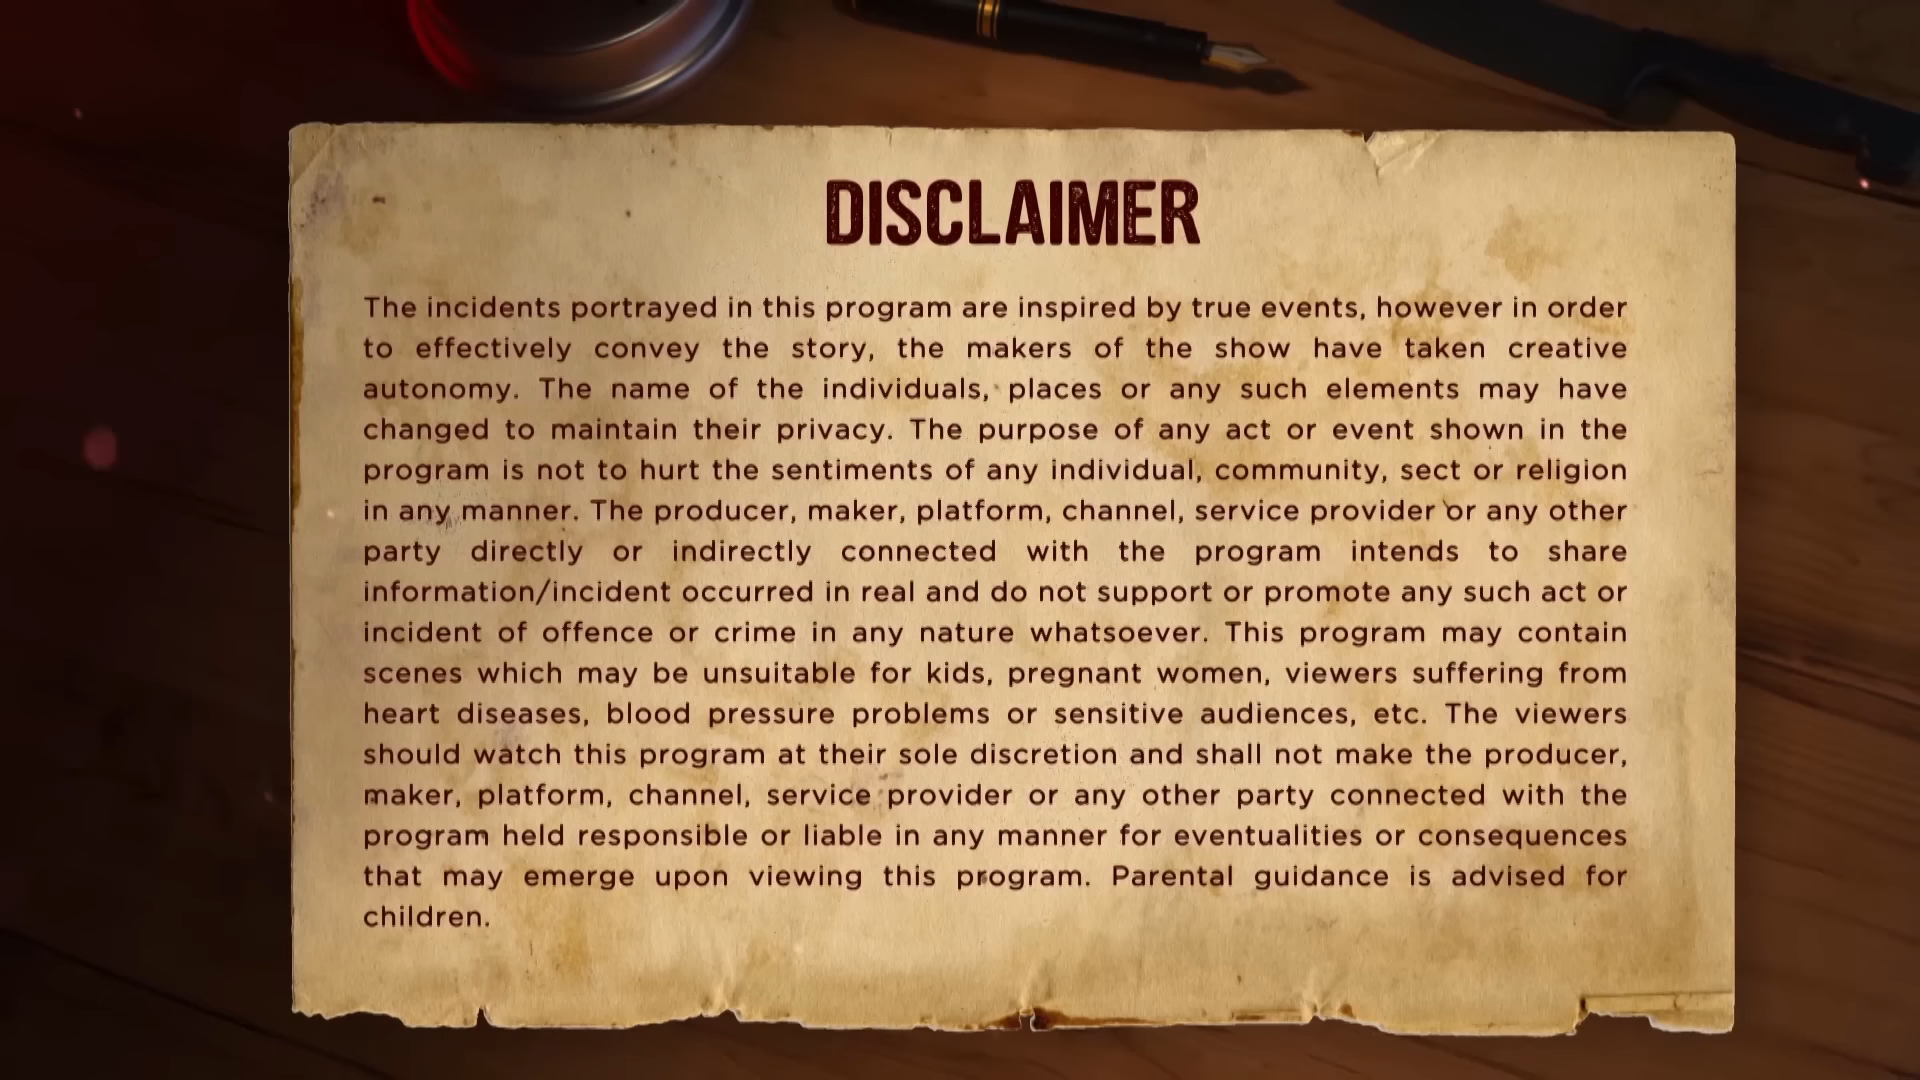 DISCLAIMER
The incidents portrayed in this program are inspired by true events, however in order
to effectively convey the story, the makers of the show have taken creative
autonomy. The name of the individuals, places or any such elements may have
changed to maintain their privacy. The purpose of any act or event shown in the
program is not to hurt the sentiments of any individual, community, sect or religion
in any manner. The producer, maker, platform, channel, service provider or any other
party directly or indirectly connected with the program intends to share
information/incident occurred in real and do not support or promote any such act or
incident of offence or crime in any nature whatsoever. This program may contain
scenes which may be unsuitable for kids, pregnant women, viewers suffering from
heart diseases, blood pressure problems or sensitive audiences, etc. The viewers
should watch this program at their sole discretion and shall not make the producer,
maker, platform, channel, service provider or any other party connected with the
program held responsible or liable in any manner for eventualities or consequences
that may emerge upon viewing this program. Parental guidance is advised for
children.